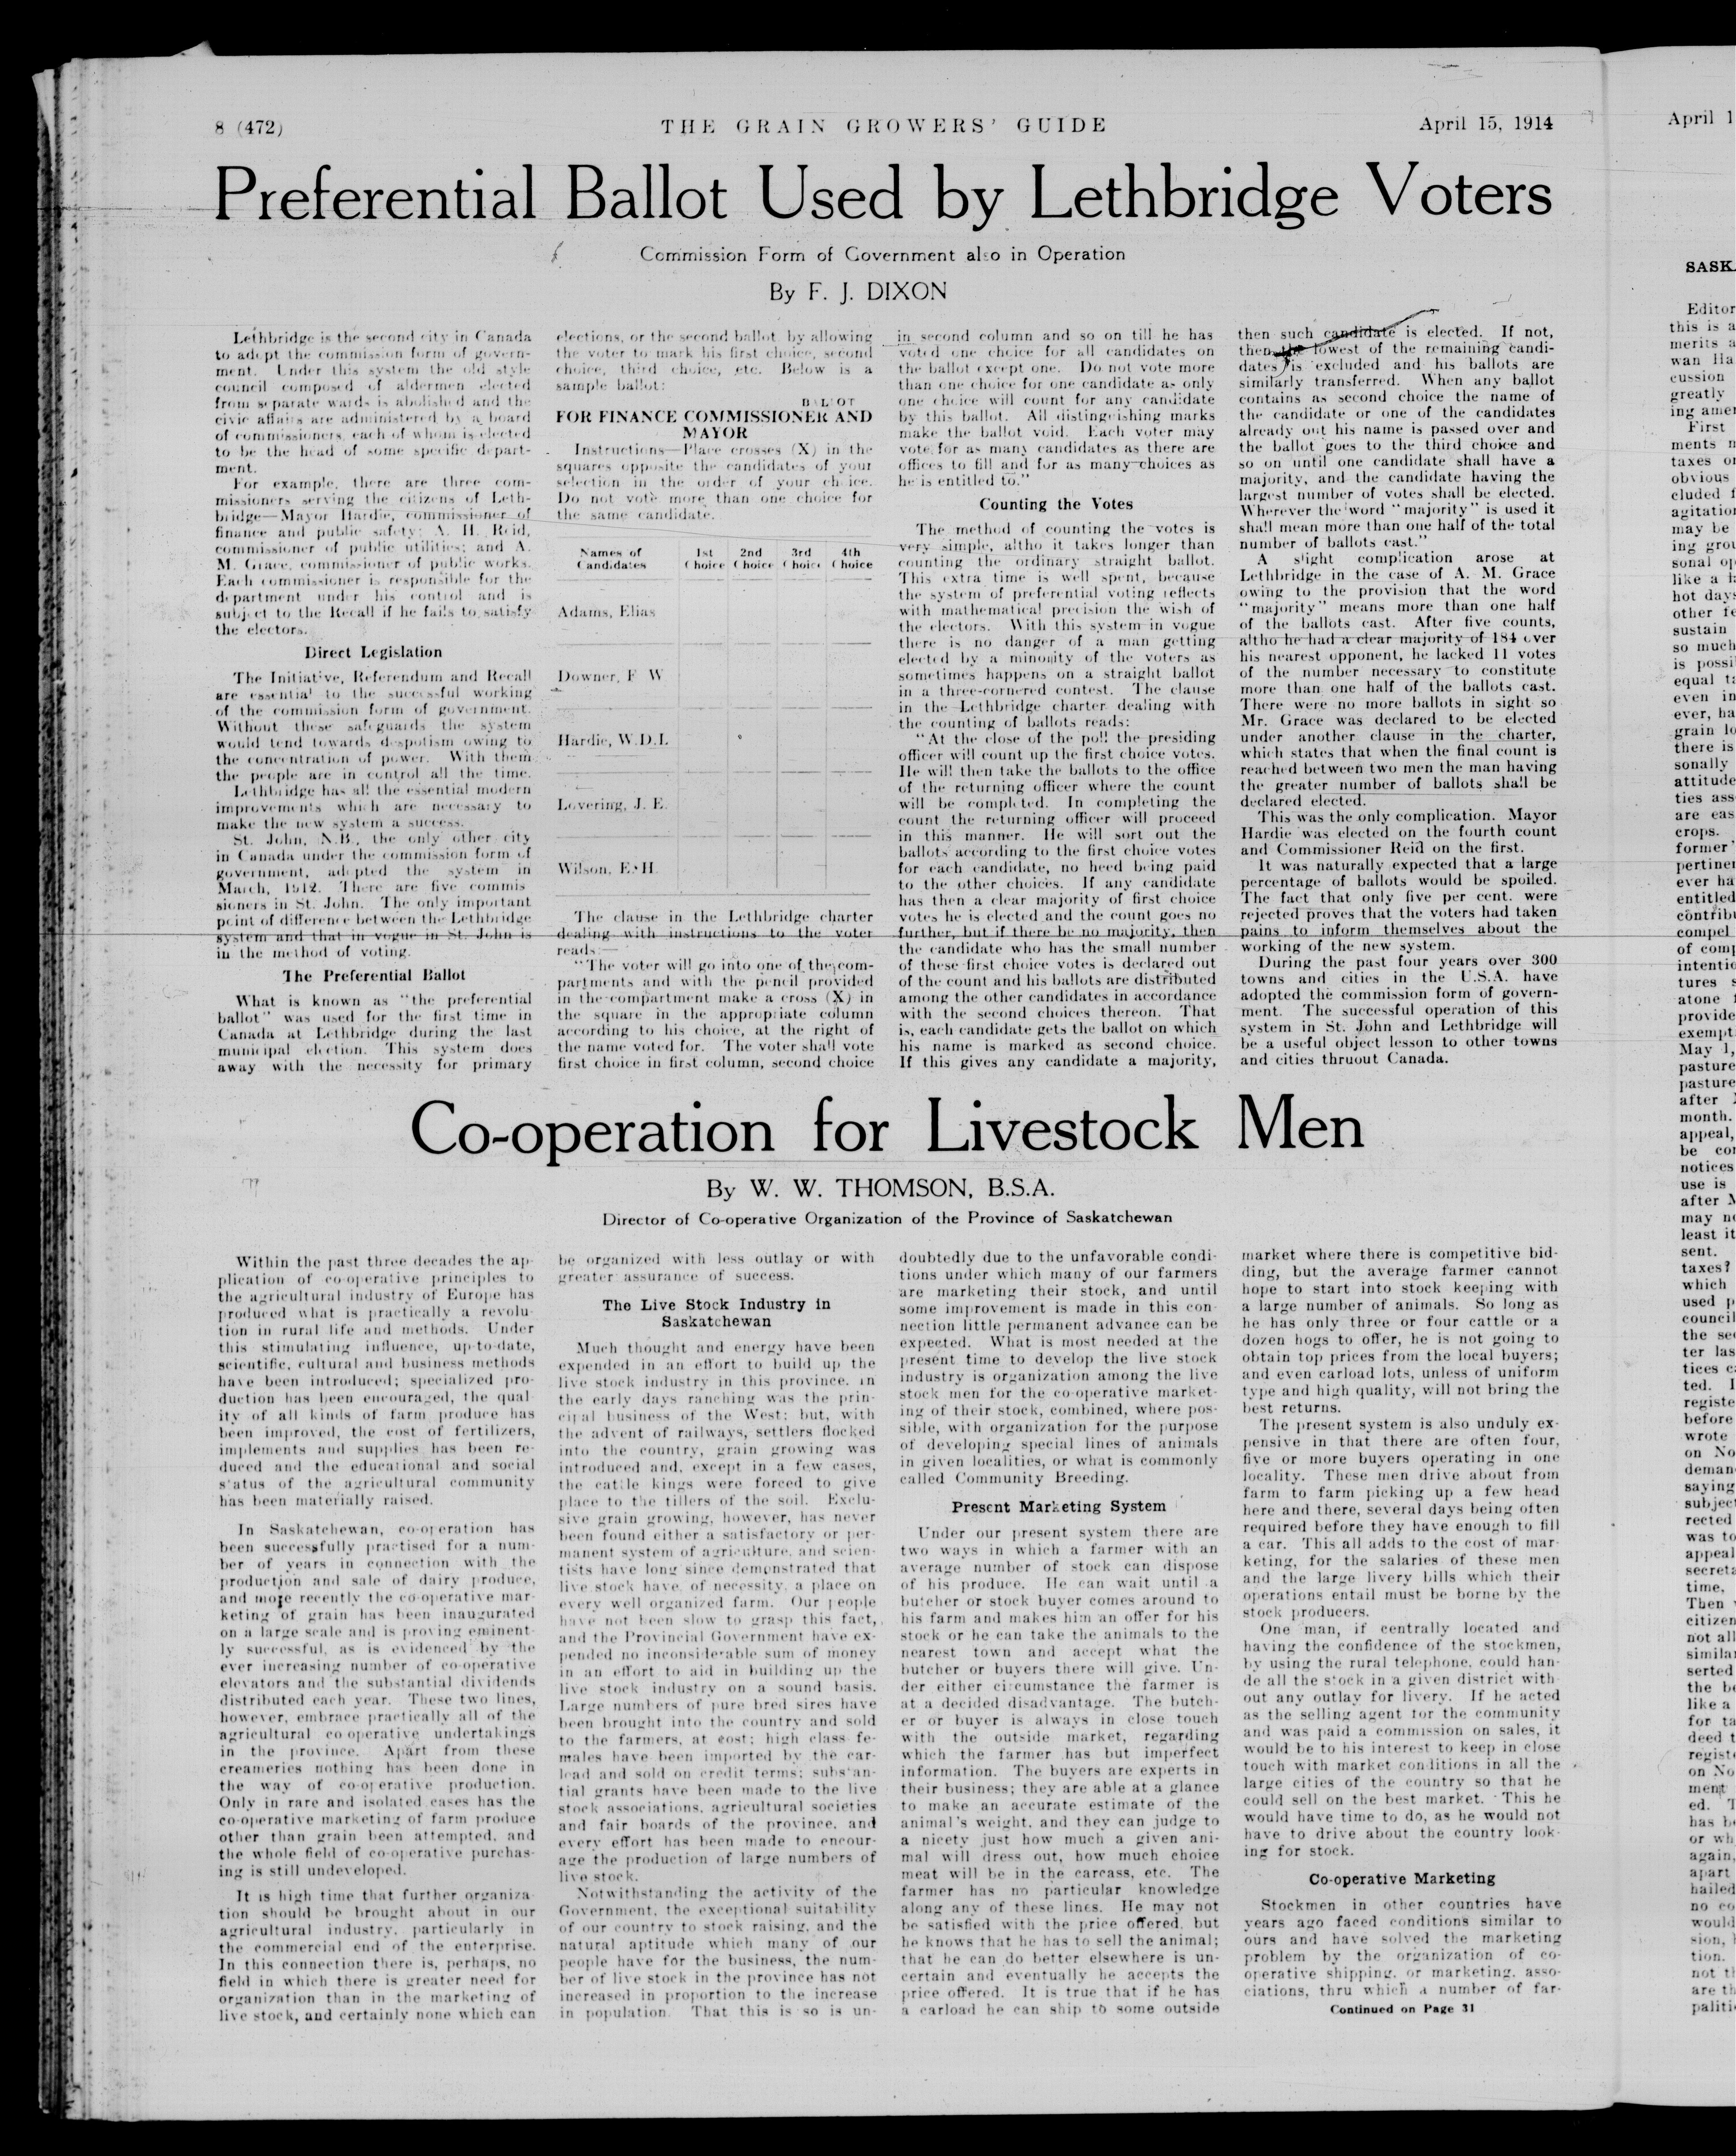 8 (472)
THE GRAIN GROWERS' GUIDE
April 15, 1914
Preferential Ballot Used by Lethbridge Voters
Commission Form of Government also in Operation
By F. J. DIXON
Lethbridge is the second city in Canada
to adopt the commission form of govern-
ment. Under this system the old style
council composed of aldermen elected
from separate wards is abolished and the
civic affairs are administered by a board
of commissioners each of whom is elected
to be the head of some specific depart-
ment.
For example, there are three com-
missioners serving the citizens of Leth-
bridge—Mayor Hardie, commissioner of
finance and public safety; A. H. Reid,
commissioner of public utilities; and A.
M. Grace, commissioner of public works.
Each commissioner is responsible for the
department under his control and is
subject to the Recall if he fails to satisfy
the electors.
Direct Legislation
The Initiative, Referendum and Recall
are essential to the successful working
of the commission form of government.
Without these safeguards the system
would tend towards despotism owing to
the concentration of power. With them
the people are in control all the time.
Lethbridge has all the essential modern
improvements which are necessary to
make the new system a success.
St. John, N.B., the only other city
in Canada under the commission form of
government, adopted the system in
March, 1912. There are five commis
sioners in St. John. The only important
point of difference between the Lethbridge
system and that in vogue in St. John is
in the method of voting.
The Preferential Ballot
What is known as "the preferential
ballot" was used for the first time in
Canada at Lethbridge during the last
municipal election. This system does
away with the necessity for primary
elections, or the second ballot by allowing
the voter to mark his first choice, second
choice, third choice, etc. Below is a
sample ballot:
BALLOT
FOR FINANCE COMMISSIONER AND
MAYOR
Instructions—Place crosses (X) in the
squares opposite the candidates of your
selection in the order of your choice.
Do not vote more than one choice for
the same candidate.
Names of 1st 2nd 3rd 4th
Candidates Choice Choice Choice Choice
Adams, Elias
Downer, F W
Hardie, W.D.L
Lovering, J. E.
Wilson, E. H.
The clause in the Lethbridge charter
dealing with instructions to the voter
reads:
"The voter will go into one of the com-
partments and with the pencil provided
in the compartment make a cross (X) in
the square in the appropriate column
according to his choice, at the right of
the name voted for. The voter shall vote
first choice in first column, second choice
in second column and so on till he has
voted one choice for all candidates on
the ballot except one. Do not vote more
than one choice for one candidate as only
one choice will count for any candidate
by this ballot. All distinguishing marks
make the ballot void. Each voter may
vote for as many candidates as there are
offices to fill and for as many choices as
he is entitled to."
Counting the Votes
The method of counting the votes is
very simple, altho it takes longer than
counting the ordinary straight ballot.
This extra time is well spent, because
the system of preferential voting reflects
with mathematical precision the wish of
the electors. With this system in vogue
there is no danger of a man getting
elected by a minority of the voters as
sometimes happens on a straight ballot
in a three-cornered contest. The clause
in the Lethbridge charter dealing with
the counting of ballots reads:
"At the close of the poll the presiding
officer will count up the first choice votes.
He will then take the ballots to the office
of the returning officer where the count
will be completed. In completing the
count the returning officer will proceed
in this manner. He will sort out the
ballots according to the first choice votes
for each candidate, no heed being paid
to the other choices. If any candidate
has then a clear majority of first choice
votes he is elected and the count goes no
further, but if there be no majority, then
the candidate who has the small number
of these first choice votes is declared out
of the count and his ballots are distributed
among the other candidates in accordance
with the second choices thereon. That
is, each candidate gets the ballot on which
his name is marked as second choice.
If this gives any candidate a majority,
then such candidate is elected. If not,
then the lowest of the remaining candi-
dates is excluded and his ballots are
similarly transferred. When any ballot
contains as second choice the name of
the candidate or one of the candidates
already out his name is passed over and
the ballot goes to the third choice and
so on until one candidate shall have a
majority, and the candidate having the
largest number of votes shall be elected.
Wherever the word "majority" is used it
shall mean more than one half of the total
number of ballots cast."
A slight complication arose at
Lethbridge in the case of A. M. Grace
owing to the provision that the word
"majority" means more than one half
of the ballots cast. After five counts,
altho he had a clear majority of 184 over
his nearest opponent, he lacked 11 votes
of the number necessary to constitute
more than one half of the ballots cast.
There were no more ballots in sight so
Mr. Grace was declared to be elected
under another clause in the charter,
which states that when the final count is
reached between two men the man having
the greater number of ballots shall be
declared elected.
This was the only complication. Mayor
Hardie was elected on the fourth count
and Commissioner Reid on the first.
It was naturally expected that a large
percentage of ballots would be spoiled.
The fact that only five per cent. were
rejected proves that the voters had taken
pains to inform themselves about the
working of the new system.
During the past four years over 300
towns and cities in the U.S.A. have
adopted the commission form of govern-
ment. The successful operation of this
system in St. John and Lethbridge will
be a useful object lesson to other towns
and cities thruout Canada.
Co-operation for Livestock Men
By W. W. THOMSON, B.S.A.
Director of Co-operative Organization of the Province of Saskatchewan
Within the past three decades the ap-
plication of co-operative principles to
the agricultural industry of Europe has
produced what is practically a revolu-
tion in rural life and methods. Under
this stimulating influence, up-to-date,
scientific, cultural and business methods
have been introduced; specialized pro-
duction has been encouraged, the qual
ity of all kinds of farm produce has
been improved, the cost of fertilizers,
implements and supplies has been re-
duced and the educational and social
status of the agricultural community
has been materially raised.
In Saskatchewan, co-operation has
been successfully practised for a num-
ber of years in connection with the
production and sale of dairy produce,
and more recently the co-operative mar-
keting of grain has been inaugurated
on a large scale and is proving eminent
ly successful, as is evidenced by the
ever increasing number of co-operative
elevators and the substantial dividends
distributed each year. These two lines,
however, embrace practically all of the
agricultural co-operative undertakings
in the province. Apart from these
creameries nothing has been done in
the way of co-operative production.
Only in rare and isolated cases has the
co-operative marketing of farm produce
other than grain been attempted, and
the whole field of co-operative purchas-
ing is still undeveloped.
It is high time that further organiza
tion should be brought about in our
agricultural industry, particularly in
the commercial end of the enterprise.
In this connection there is, perhaps, no
field in which there is greater need for
organization than in the marketing of
live stock, and certainly none which can
be organized with less outlay or with
greater assurance of success.
The Live Stock Industry in
Saskatchewan
Much thought and energy have been
expended in an effort to build up the
live stock industry in this province. In
the early days ranching was the prin-
cipal business of the West; but, with
the advent of railways, settlers flocked
into the country, grain growing was
introduced and, except in a few cases,
the cattle kings were forced to give
place to the tillers of the soil. Exclu-
sive grain growing, however, has never
been found either a satisfactory or per-
manent system of agriculture, and scien-
tists have long since demonstrated that
live stock have, of necessity, a place on
every well organized farm. Our people
have not been slow to grasp this fact,
and the Provincial Government have ex-
pended no inconsiderable sum of money
in an effort to aid in building up the
live stock industry on a sound basis.
Large numbers of pure bred sires have
been brought into the country and sold
to the farmers, at cost; high class fe-
males have been imported by the car-
load and sold on credit terms; substan-
tial grants have been made to the live
stock associations, agricultural societies
and fair boards of the province, and
every effort has been made to encour-
age the production of large numbers of
live stock.
Notwithstanding the activity of the
Government, the exceptional suitability
of our country to stock raising, and the
natural aptitude which many of our
people have for the business, the num-
ber of live stock in the province has not
increased in proportion to the increase
in population. That this is so is un-
doubtedly due to the unfavorable condi-
tions under which many of our farmers
are marketing their stock, and until
some improvement is made in this con-
nection little permanent advance can be
expected. What is most needed at the
present time to develop the live stock
industry is organization among the live
stock men for the co-operative market-
ing of their stock, combined, where pos-
sible, with organization for the purpose
of developing special lines of animals
in given localities, or what is commonly
called Community Breeding.
Present Marketing System
Under our present system there are
two ways in which a farmer with an
average number of stock can dispose
of his produce. He can wait until a
butcher or stock buyer comes around to
his farm and makes him an offer for his
stock or he can take the animals to the
nearest town and accept what the
butcher or buyers there will give. Un-
der either circumstance the farmer is
at a decided disadvantage. The butch-
er or buyer is always in close touch
with the outside market, regarding
which the farmer has but imperfect
information. The buyers are experts in
their business; they are able at a glance
to make an accurate estimate of the
animal's weight, and they can judge to
a nicety just how much a given ani-
mal will dress out, how much choice
meat will be in the carcass, etc. The
farmer has no particular knowledge
along any of these lines. He may not
be satisfied with the price offered, but
he knows that he has to sell the animal;
that he can do better elsewhere is un-
certain and eventually he accepts the
price offered. It is true that if he has
a carload he can ship to some outside
market where there is competitive bid-
ding, but the average farmer cannot
hope to start into stock keeping with
a large number of animals. So long as
he has only three or four cattle or a
dozen hogs to offer, he is not going to
obtain top prices from the local buyers;
and even carload lots, unless of uniform
type and high quality, will not bring the
best returns.
The present system is also unduly ex-
pensive in that there are often four,
five or more buyers operating in one
locality. These men drive about from
farm to farm picking up a few head
here and there, several days being often
required before they have enough to fill
a car. This all adds to the cost of mar-
keting, for the salaries of these men
and the large livery bills which their
operations entail must be borne by the
stock producers.
One man, if centrally located and
having the confidence of the stockmen,
by using the rural telephone, could han-
de all the stock in a given district with
out any outlay for livery. If he acted
as the selling agent for the community
and was paid a commission on sales, it
would be to his interest to keep in close
touch with market conditions in all the
large cities of the country so that he
could sell on the best market. This he
would have time to do, as he would not
have to drive about the country look-
ing for stock.
Co-operative Marketing
Stockmen in other countries have
years ago faced conditions similar to
ours and have solved the marketing
problem by the organization of co-
operative shipping, or marketing, asso-
ciations, thru which a number of far-
Continued on Page 31